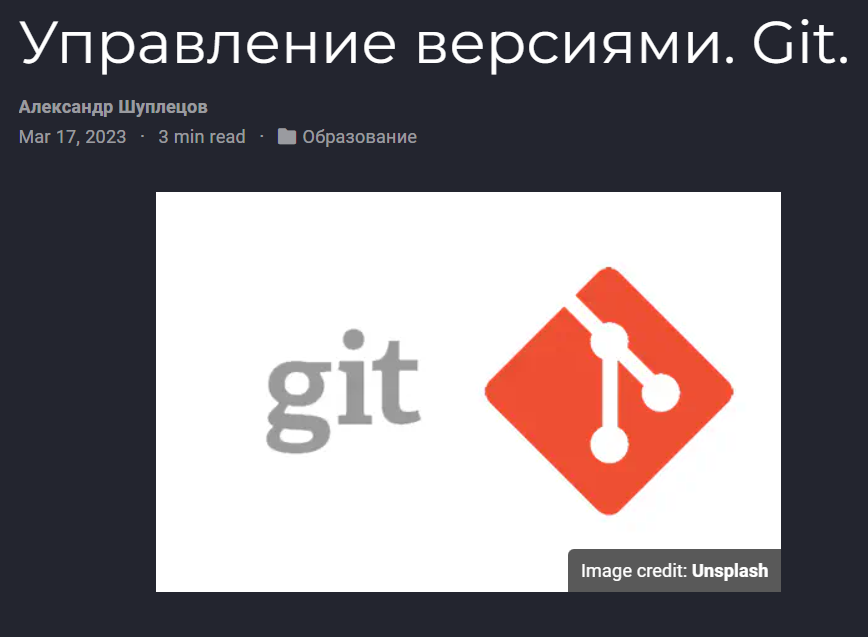 Управление версиями. Git.
Александр Шуплецов
Mar 17, 2023 · 3 min read · Образование
git
Image credit: Unsplash